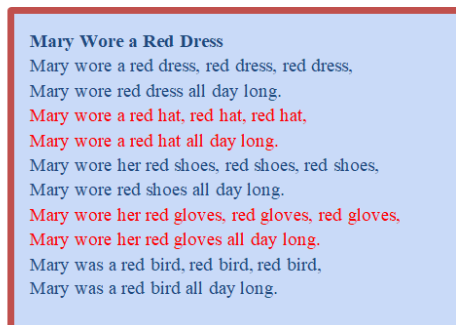 Mary Wore a Red Dress
Mary wore a red dress, red dress, red dress,
Mary wore red dress all day long.
Mary wore a red hat, red hat, red hat,
Mary wore a red hat all day long.
Mary wore her red shoes, red shoes, red shoes,
Mary wore red shoes all day long.
Mary wore her red gloves, red gloves, red gloves,
Mary wore her red gloves all day long.
Mary was a red bird, red bird, red bird,
Mary was a red bird all day long.